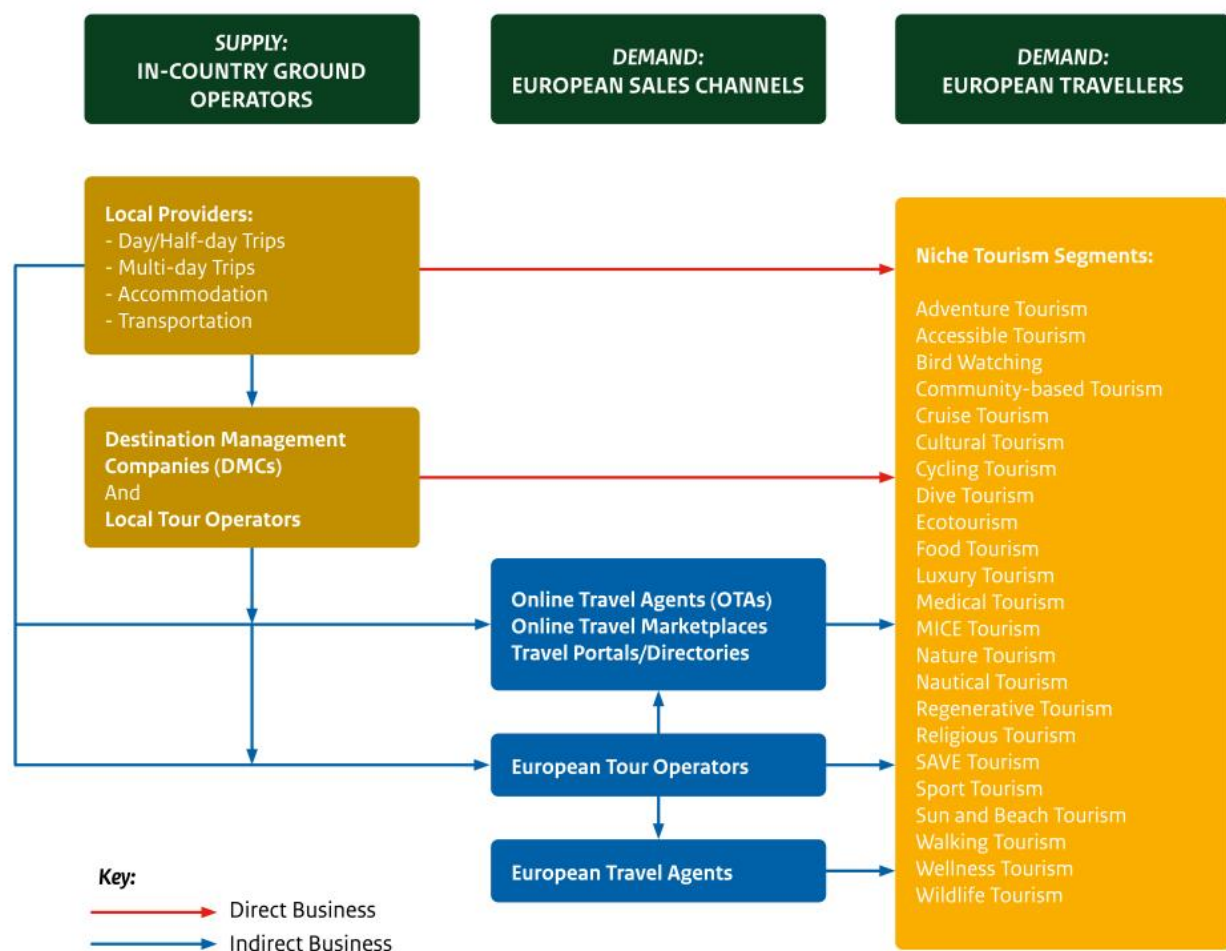 SUPPLY:
IN-COUNTRY GROUND
OPERATORS
DEMAND:
EUROPEAN SALES CHANNELS
DEMAND:
EUROPEAN TRAVELLERS
Local Providers:
- Day/Half-day Trips
- Multi-day Trips
- Accommodation
- Transportation
Destination Management
Companies (DMCs)
And
Local Tour Operators
Online Travel Agents (OTAs)
Online Travel Marketplaces
Travel Portals/Directories
European Tour Operators
European Travel Agents
Niche Tourism Segments:
Adventure Tourism
Accessible Tourism
Bird Watching
Community-based Tourism
Cruise Tourism
Cultural Tourism
Cycling Tourism
Dive Tourism
Ecotourism
Food Tourism
Luxury Tourism
Medical Tourism
MICE Tourism
Nature Tourism
Nautical Tourism
Regenerative Tourism
Religious Tourism
SAVE Tourism
Sport Tourism
Sun and Beach Tourism
Walking Tourism
Wellness Tourism
Wildlife Tourism
Key:
Direct Business
Indirect Business